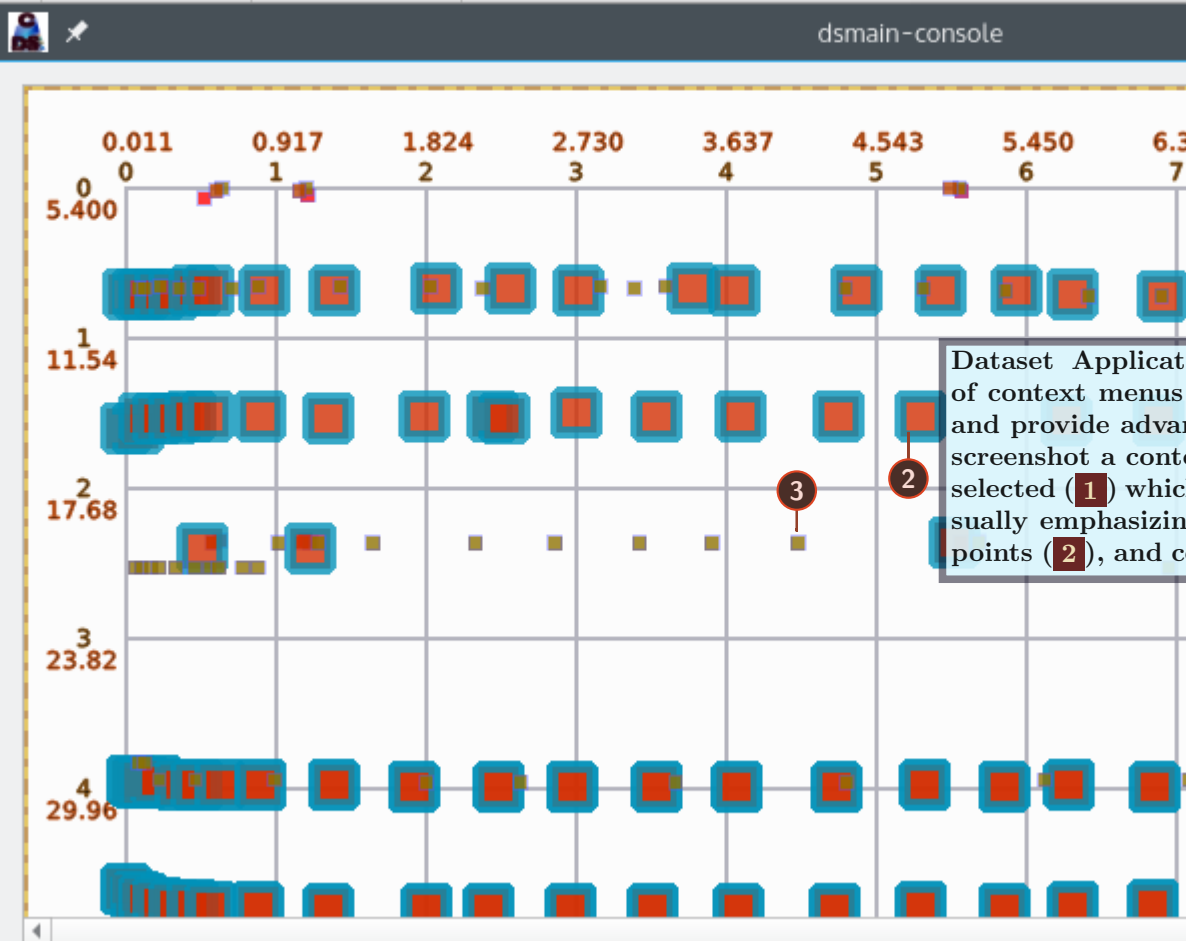 C
DS
dsmain-console
0.011 0.917 1.824 2.730 3.637 4.543 5.450 6.3
0 1 2 3 4 5 6 7
0
5.400
1
11.54
Dataset Applicat
of context menus
and provide advan
screenshot a conte
selected ( 1 ) whic
sually emphasizin
points ( 2 ), and c
2
17.68
3
2
3
23.82
4
29.96